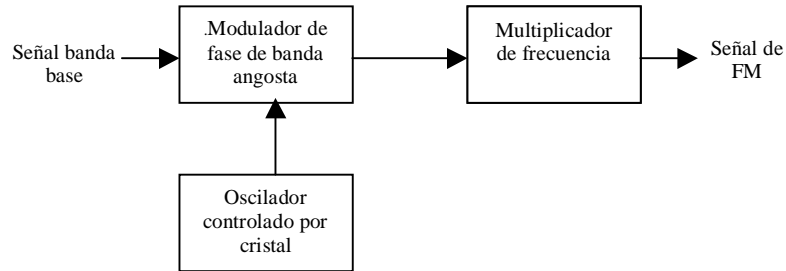 Señal banda
base
.Modulador de
fase de banda
angosta
Multiplicador
de frecuencia
Señal de
FM
Oscilador
controlado por
cristal